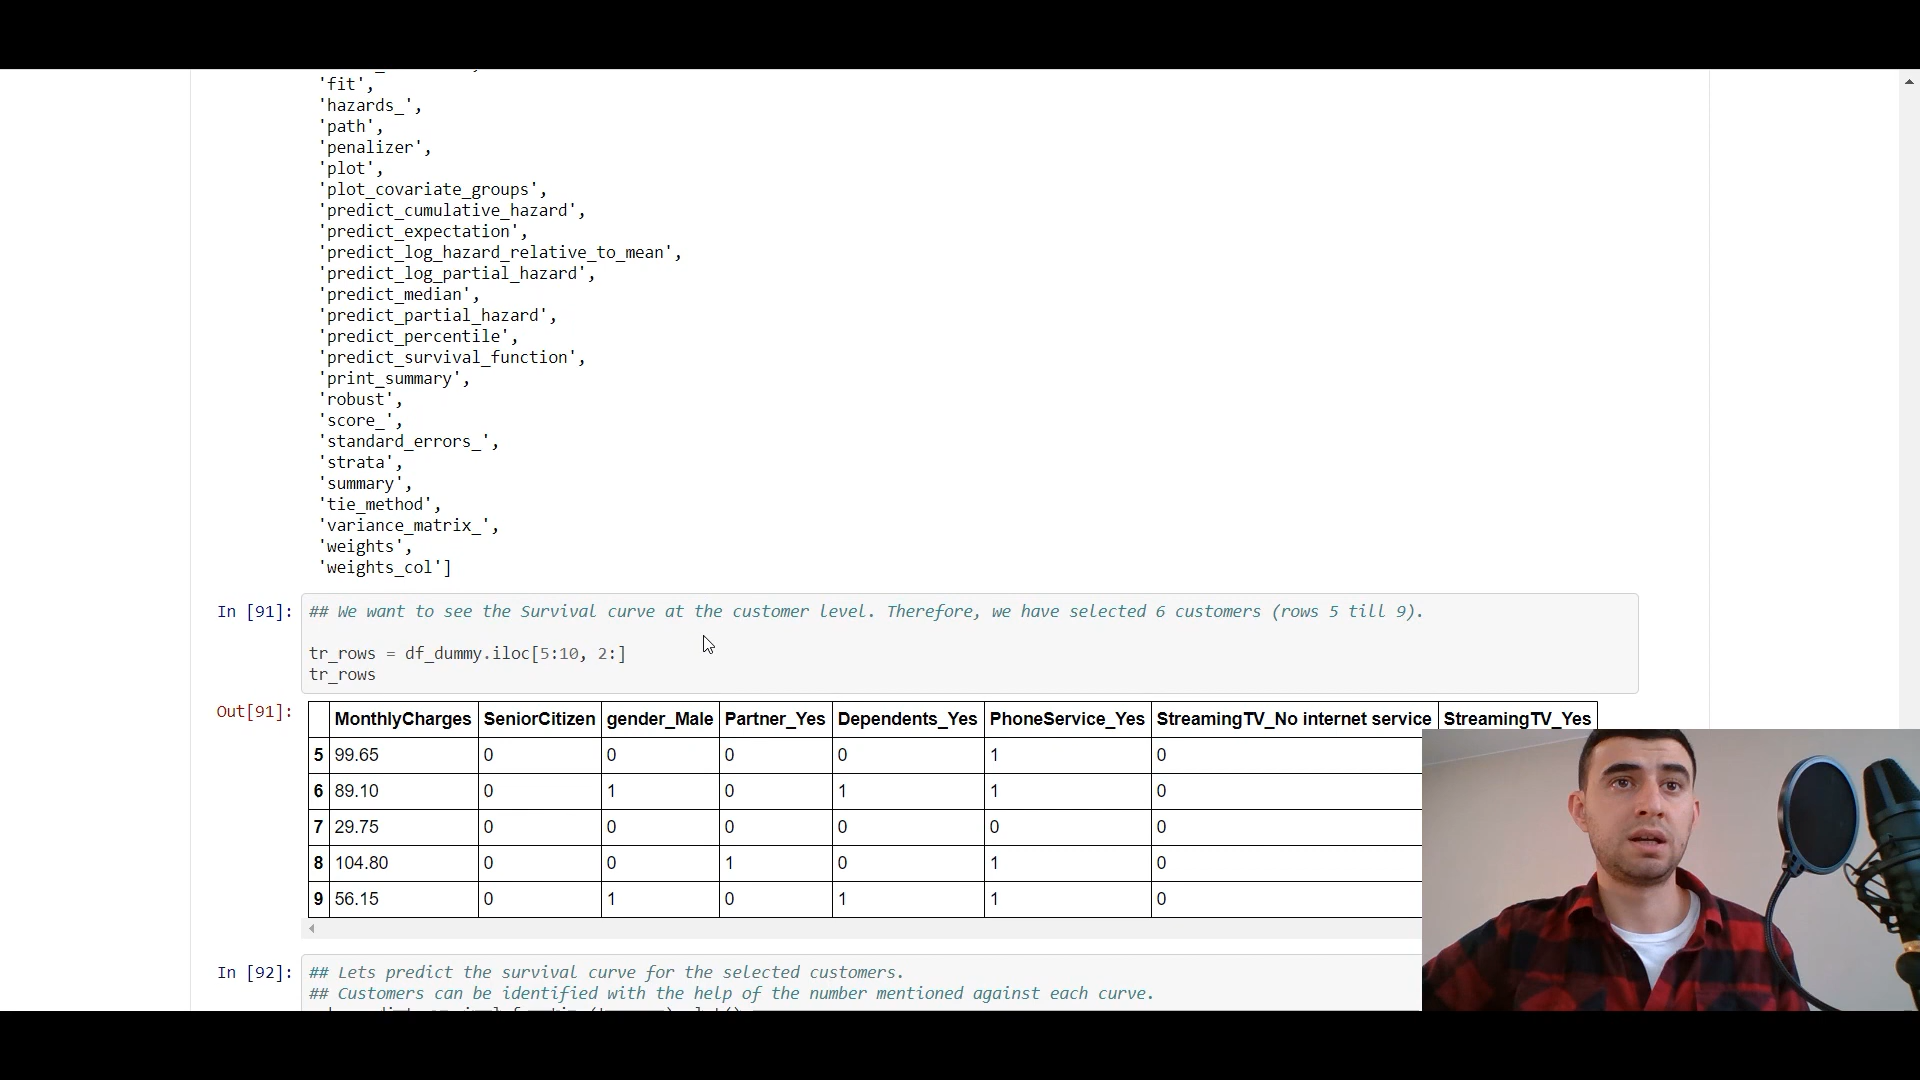 'fit',
'hazards_',
'path',
'penalizer',
'plot',
'plot_covariate_groups',
'predict_cumulative_hazard',
'predict_expectation',
'predict_log_hazard_relative_to_mean',
'predict_log_partial_hazard',
'predict_median',
'predict_partial_hazard',
'predict_percentile',
'predict_survival_function',
'print_summary',
'robust',
'score_',
'standard_errors_',
'strata',
'summary',
'tie_method',
'variance_matrix_',
'weights',
'weights_col']
In [91]: ## We want to see the Survival curve at the customer level. Therefore, we have selected 6 customers (rows 5 till 9).
tr_rows = df_dummy.iloc[5:10, 2:]
tr_rows
Out[91]: MonthlyCharges SeniorCitizen gender_Male Partner_Yes Dependents_Yes PhoneService_Yes StreamingTV_No internet service StreamingTV_Yes
5 99.65 0 0 0 0 1 0
6 89.10 0 1 0 1 1 0
7 29.75 0 0 0 0 0 0
8 104.80 0 0 1 0 1 0
9 56.15 0 1 0 1 1 0
In [92]: ## Lets predict the survival curve for the selected customers.
## Customers can be identified with the help of the number mentioned against each curve.